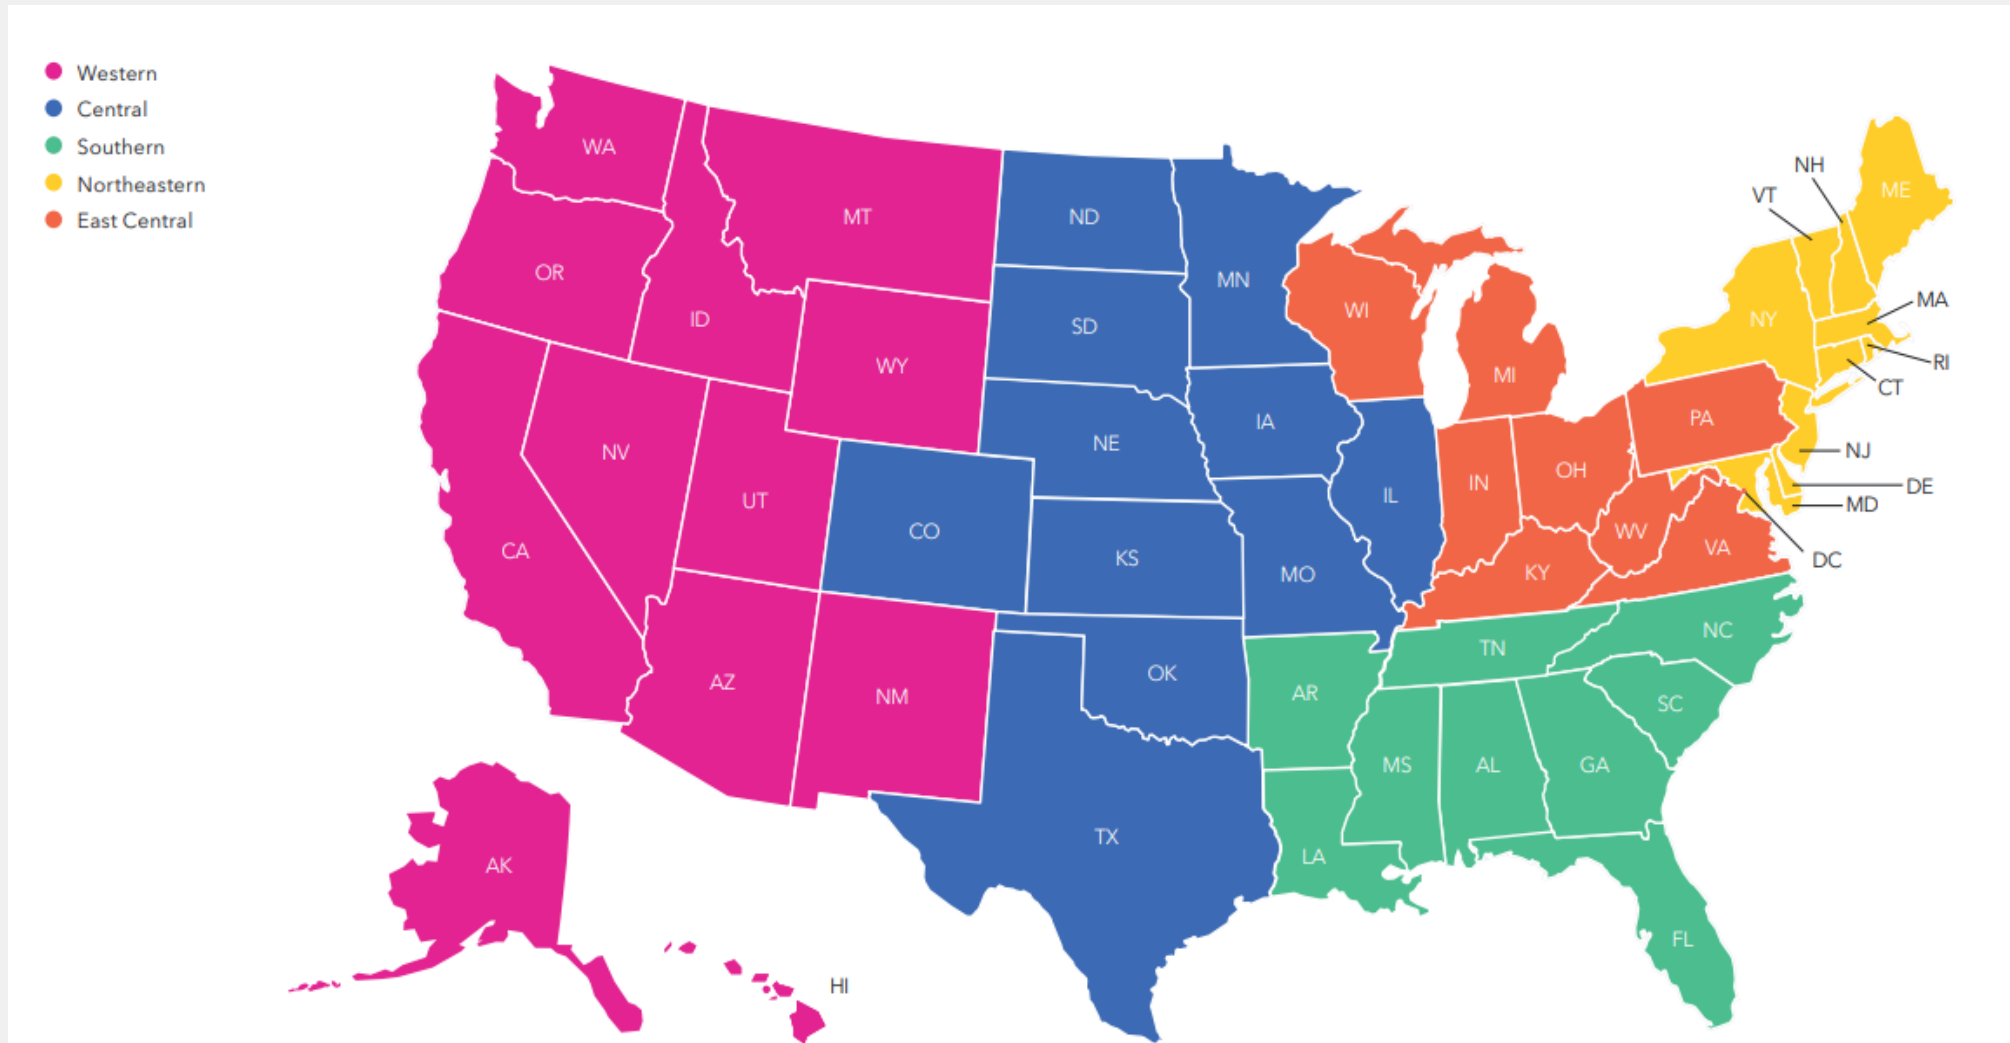 Western
Central
Southern
Northeastern
East Central
WA
OR
ID
MT
WY
CA
NV
UT
AZ
NM
AK
HI
ND
SD
NE
MN
IA
CO
KS
MO
IL
OK
TX
WI
MI
IN
OH
PA
WV
VA
KY
TN
NC
SC
AR
MS
AL
GA
LA
FL
NY
VT
NH
ME
MA
RI
CT
NJ
DE
MD
DC